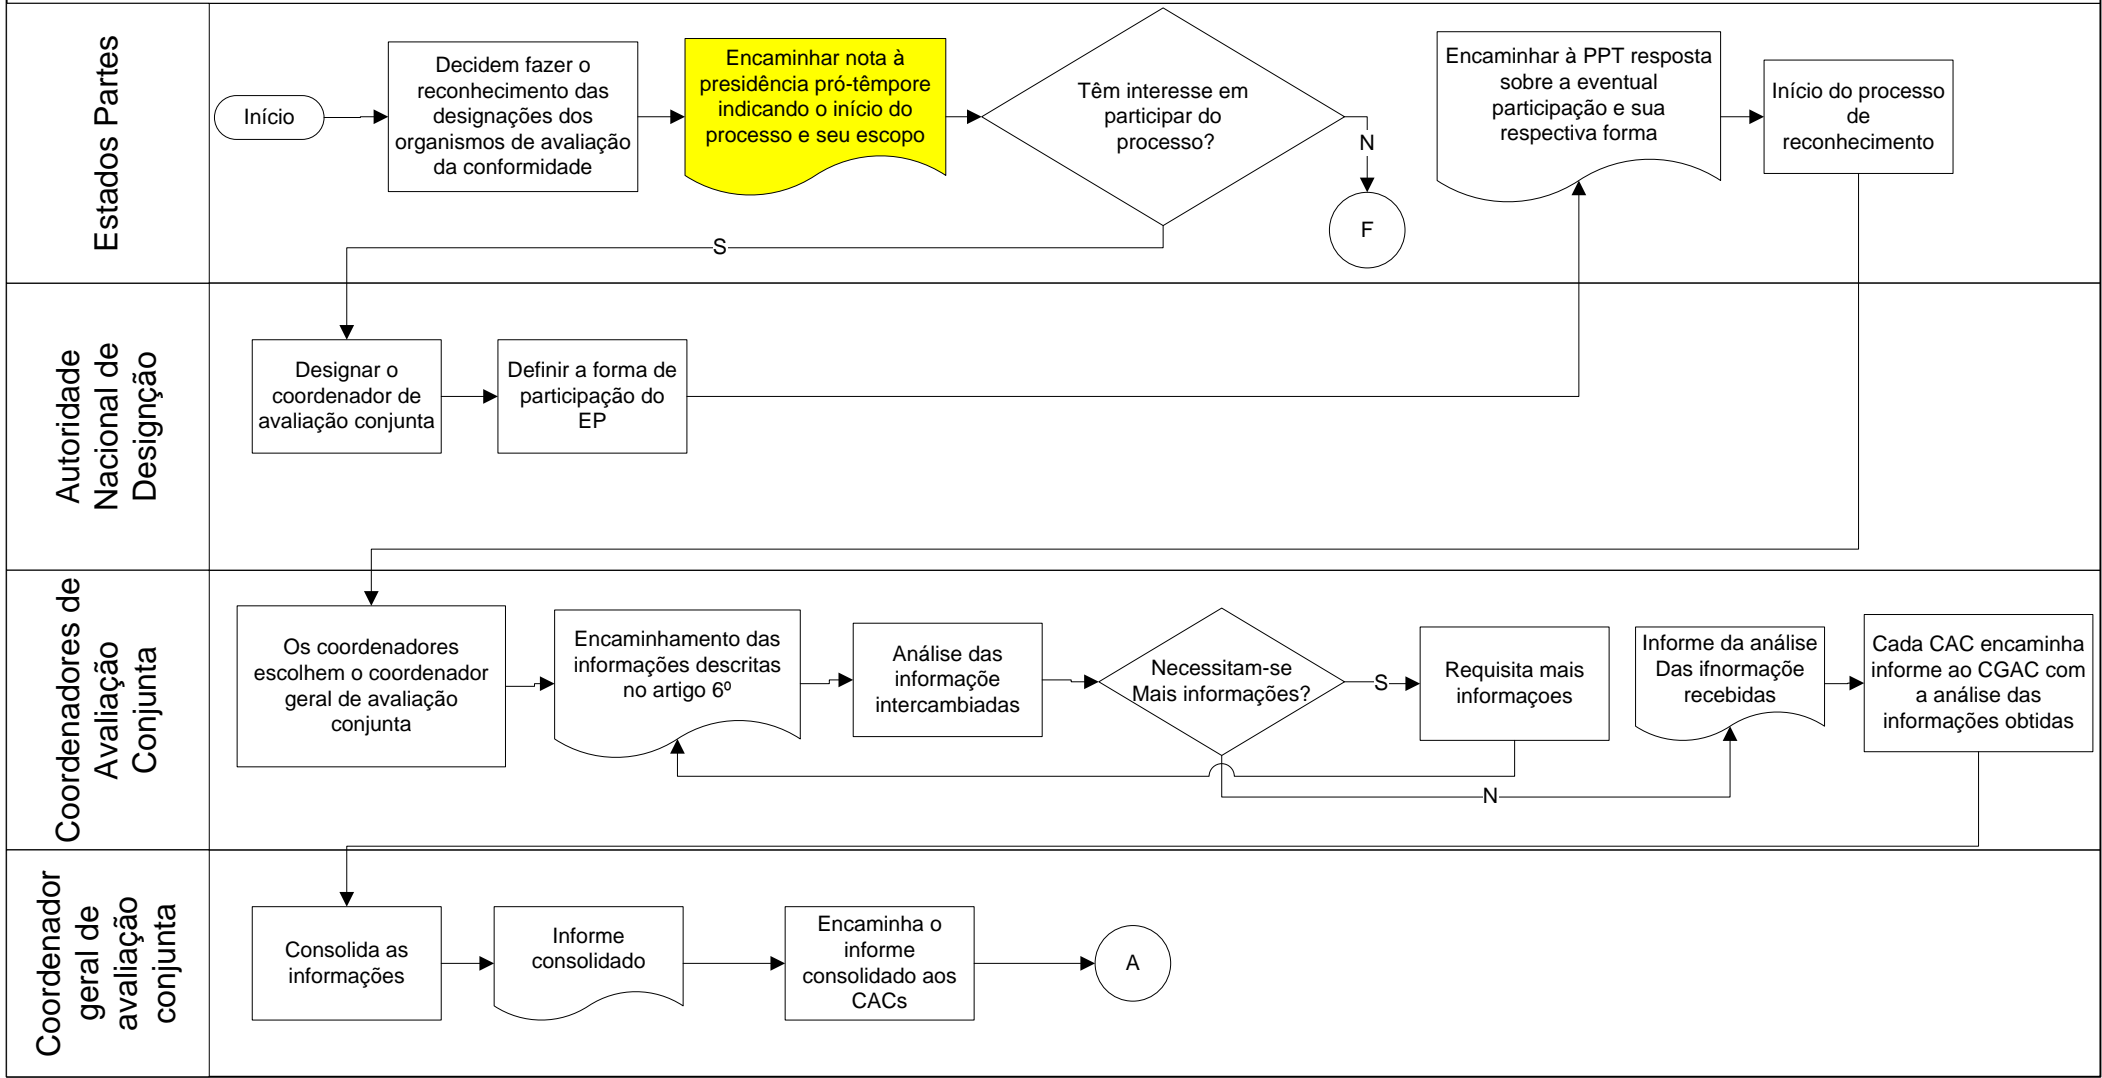 Estados Partes
Início
Decidem fazer o
reconhecimento das
designações dos
organismos de avaliação
da conformidade
Encaminhar nota à
presidência pró-têmpore
indicando o início do
processo e seu escopo
Têm interesse em
participar do
processo?
N
F
S
Encaminhar à PPT resposta
sobre a eventual
participação e sua
respectiva forma
Início do processo
de
reconhecimento
Autoridade
Nacional de
Designção
Designar o
coordenador de
avaliação conjunta
Definir a forma de
participação do
EP
Coordenadores de
Avaliação
Conjunta
Os coordenadores
escolhem o coordenador
geral de avaliação
conjunta
Encaminhamento das
informações descritas
no artigo 6º
Análise das
informaçõe
intercambiadas
Necessitam-se
Mais informações?
S
N
Requisita mais
informaçoes
Informe da análise
Das ifnormaçõe
recebidas
Cada CAC encaminha
informe ao CGAC com
a análise das
informações obtidas
Coordenador
geral de
avaliação
conjunta
Consolida as
informações
Informe
consolidado
Encaminha o
informe
consolidado aos
CACs
A